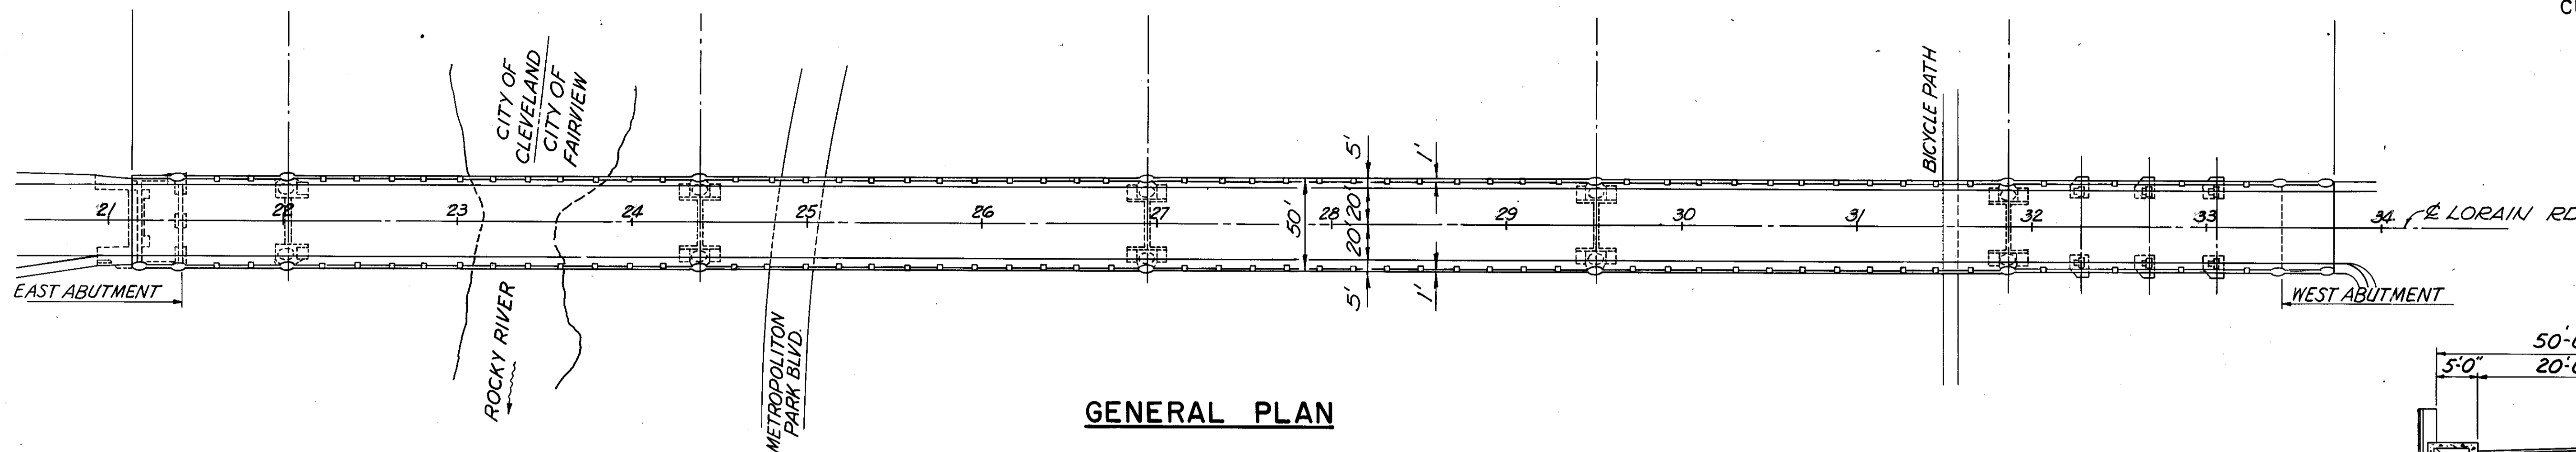 CITY OF
CLEVELAND
CITY OF
FAIRVIEW
BICYCLE PATH
5'
1'
21
22
23
24
25
26
27
28
29
30
31
32
33
34
℄ LORAIN RD
50'
20'
20'
5'
1'
EAST ABUTMENT
WEST ABUTMENT
ROCKY RIVER
METROPOLITON
PARK BLVD.
GENERAL PLAN
5'-0"